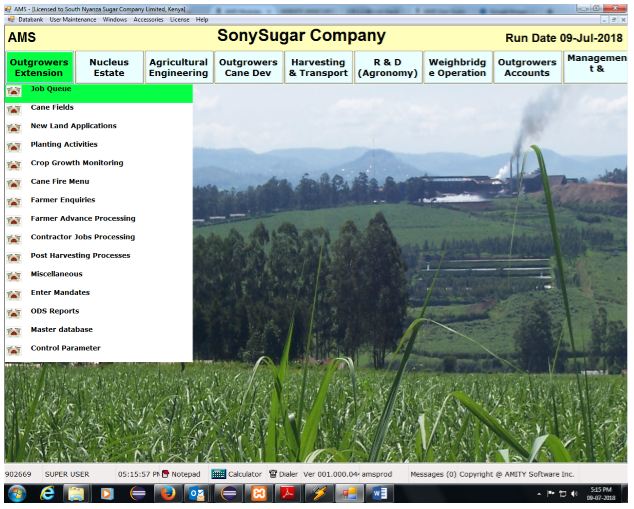 AMS - [Licensed to South Nyanza Sugar Company Limited, Kenya]
Databank User Maintenance Windows Accessories License Help
AMS
SonySugar Company
Run Date 09-Jul-2018
Outgrowers Extension
Nucleus Estate
Agricultural Engineering
Outgrowers Cane Dev
Harvesting & Transport
R & D (Agronomy)
Weighbridg e Operation
Outgrowers Accounts
Managemen t &
Job Queue
Cane Fields
New Land Applications
Planting Activities
Crop Growth Monitoring
Cane Fire Menu
Farmer Enquiries
Farmer Advance Processing
Contractor Jobs Processing
Post Harvesting Processes
Miscellaneous
Enter Mandates
ODS Reports
Master database
Control Parameter
902669 SUPER USER 05:15:57 PM Notepad Calculator Dialer Ver 001.000.04 amsprod Messages (0) Copyright @ AMITY Software Inc.
5:15 PM
09-07-2018